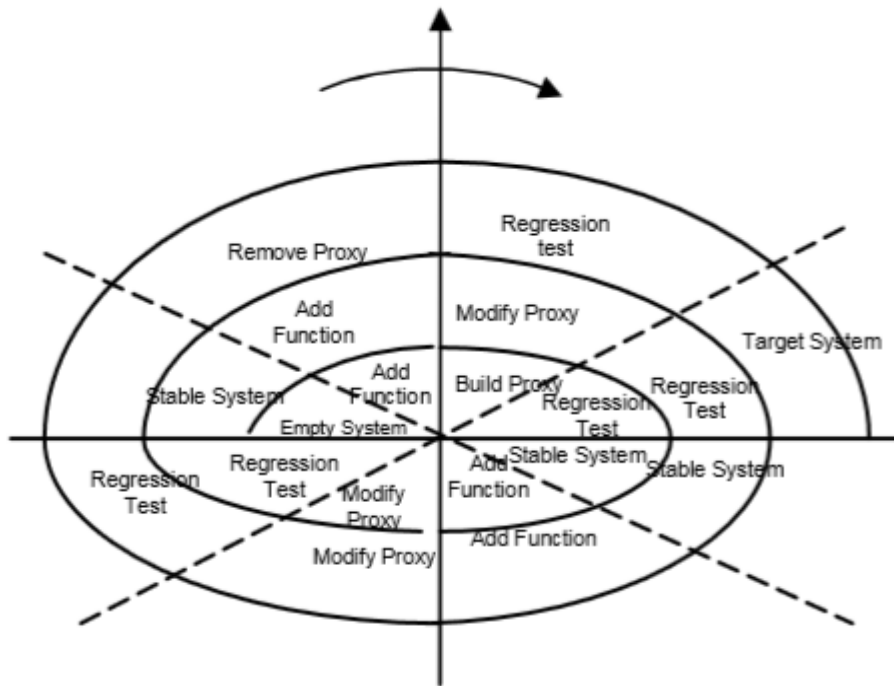 Regression
test
Remove Proxy
Add
Function
Modify Proxy
Target System
Add
Function
Build Proxy
Stable System
Regression
Test
Regression
Test
Empty System
Stable System
Stable System
Regression
Test
Regression
Test
Add
Function
Modify
Proxy
Add Function
Modify Proxy